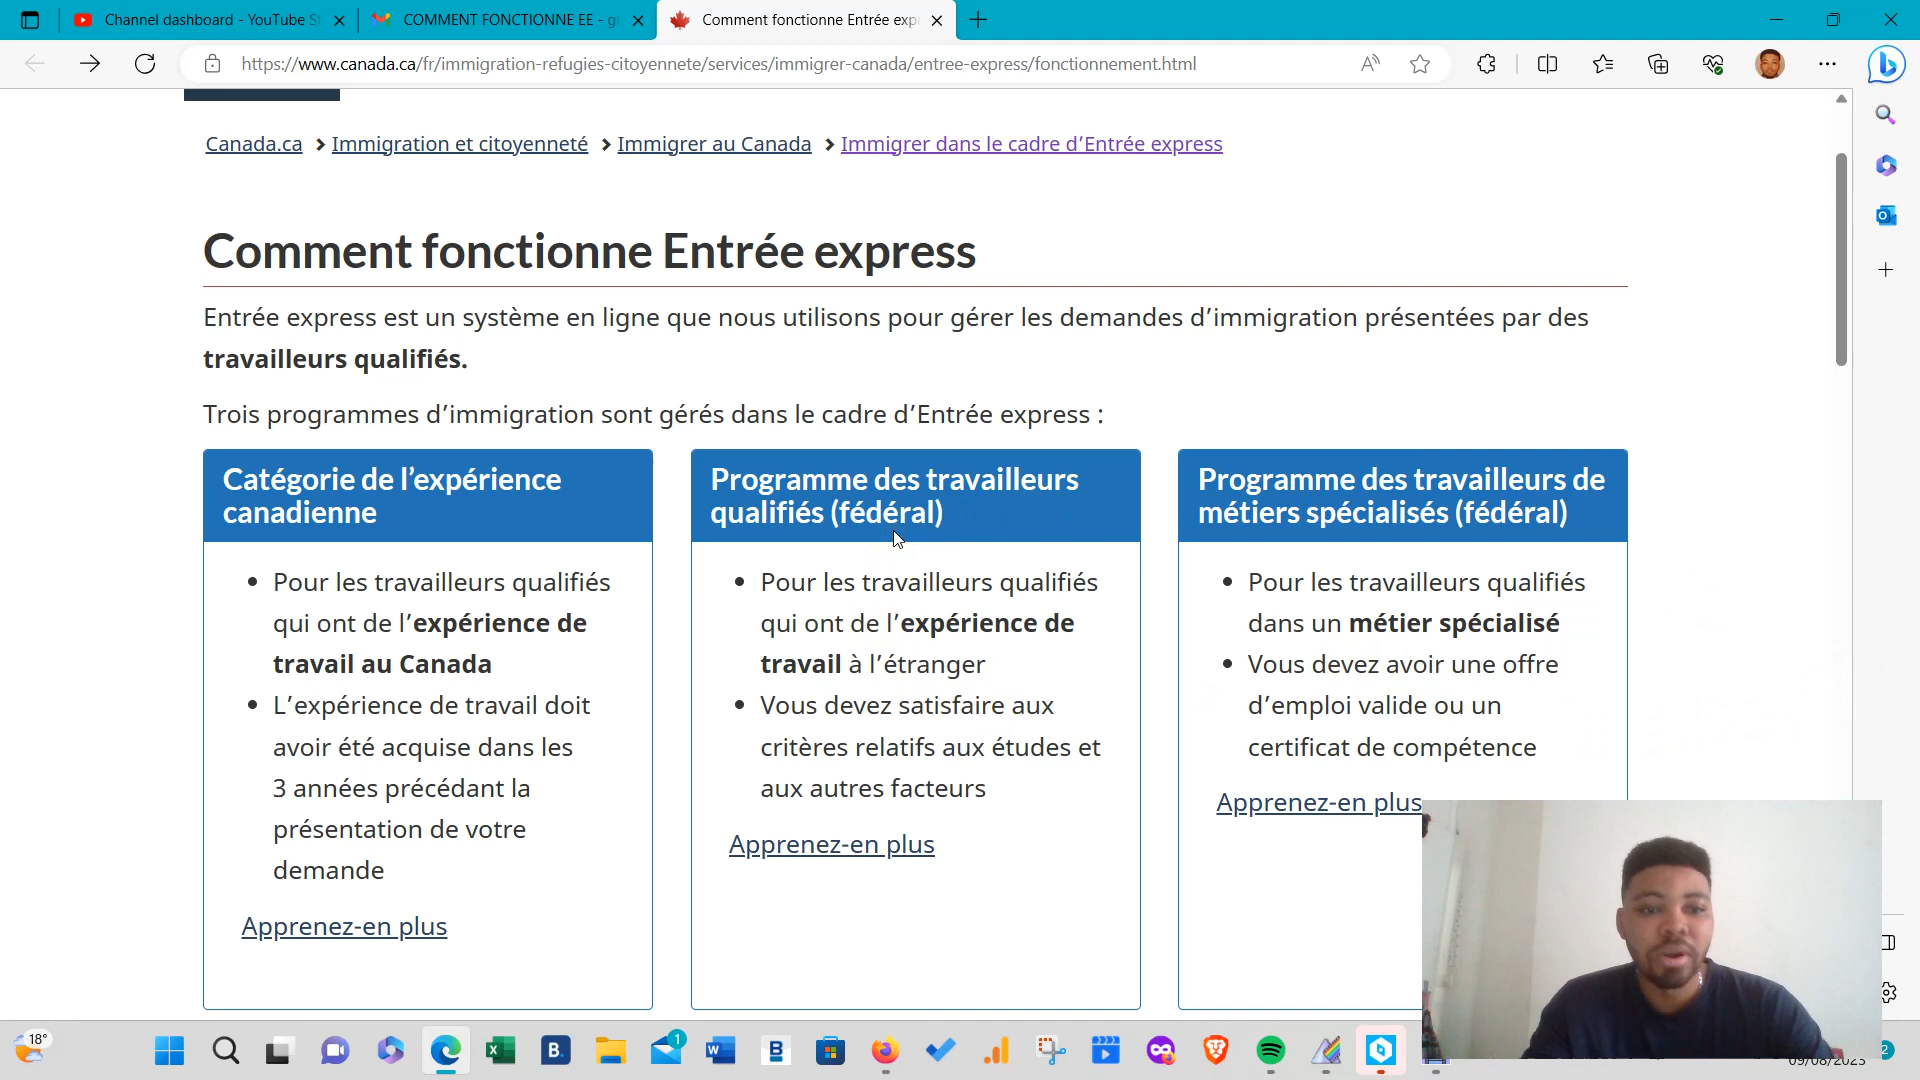 Channel dashboard - YouTube S
COMMENT FONCTIONNE EE - g
Comment fonctionne Entrée exp
https://www.canada.ca/fr/immigration-refugies-citoyennete/services/immigrer-canada/entree-express/fonctionnement.html
Canada.ca
Immigration et citoyenneté
Immigrer au Canada
Immigrer dans le cadre d’Entrée express
Comment fonctionne Entrée express
Entrée express est un système en ligne que nous utilisons pour gérer les demandes d’immigration présentées par des
travailleurs qualifiés.
Trois programmes d’immigration sont gérés dans le cadre d’Entrée express :
Catégorie de l’expérience
canadienne
Pour les travailleurs qualifiés
qui ont de l’expérience de
travail au Canada
L’expérience de travail doit
avoir été acquise dans les
3 années précédant la
présentation de votre
demande
Apprenez-en plus
Programme des travailleurs
qualifiés (fédéral)
Pour les travailleurs qualifiés
qui ont de l’expérience de
travail à l’étranger
Vous devez satisfaire aux
critères relatifs aux études et
aux autres facteurs
Apprenez-en plus
Programme des travailleurs de
métiers spécialisés (fédéral)
Pour les travailleurs qualifiés
dans un métier spécialisé
Vous devez avoir une offre
d’emploi valide ou un
certificat de compétence
Apprenez-en plus
18°
1
09/08/2023
2